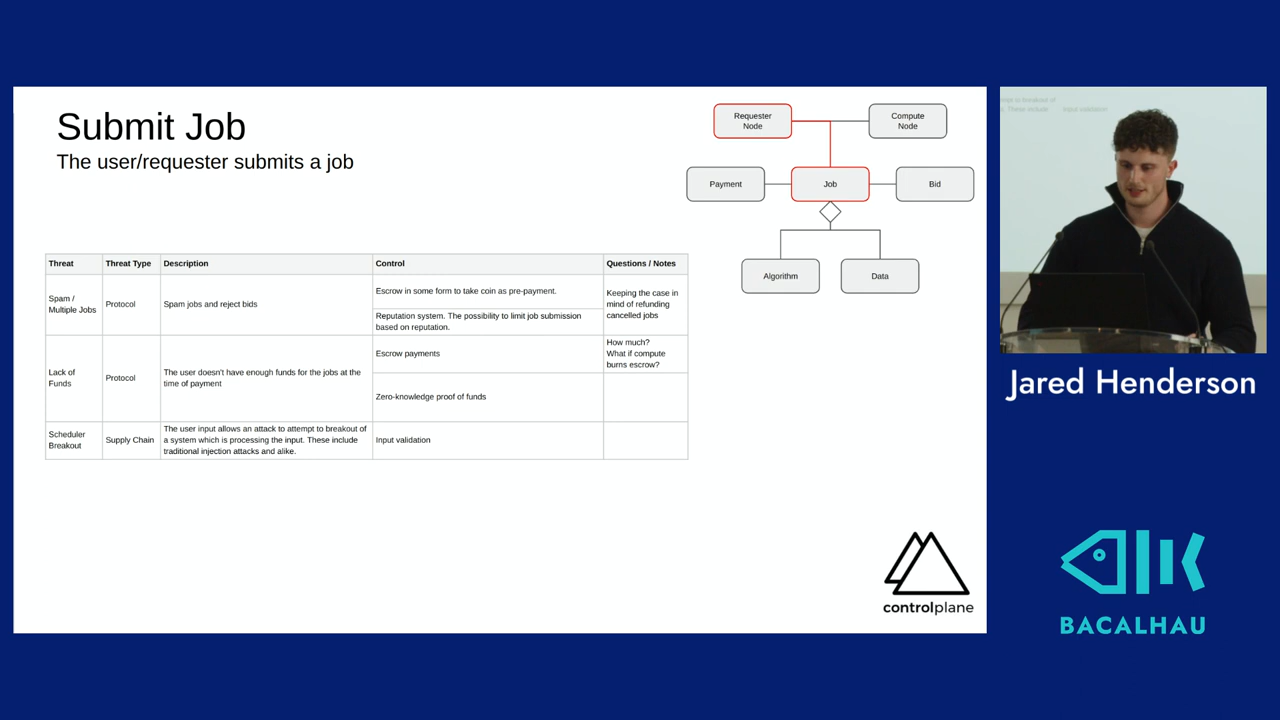 Submit Job
The user/requester submits a job
Requester
Node
Compute
Node
Payment
Job
Bid
Algorithm
Data
Threat
Threat Type
Description
Control
Questions / Notes
Spam /
Multiple Jobs
Protocol
Spam jobs and reject bids
Escrow in some form to take coin as pre-payment.
Reputation system. The possibility to limit job submission
based on reputation.
Keeping the case in
mind of refunding
cancelled jobs
Lack of
Funds
Protocol
The user doesn't have enough funds for the jobs at the
time of payment
Escrow payments
How much?
What if compute
burns escrow?
Zero-knowledge proof of funds
Scheduler
Breakout
Supply Chain
The user input allows an attack to attempt to breakout of
a system which is processing the input. These include
traditional injection attacks and alike.
Input validation
controlplane
These include
Input validation
Jared Henderson
BACALHAU